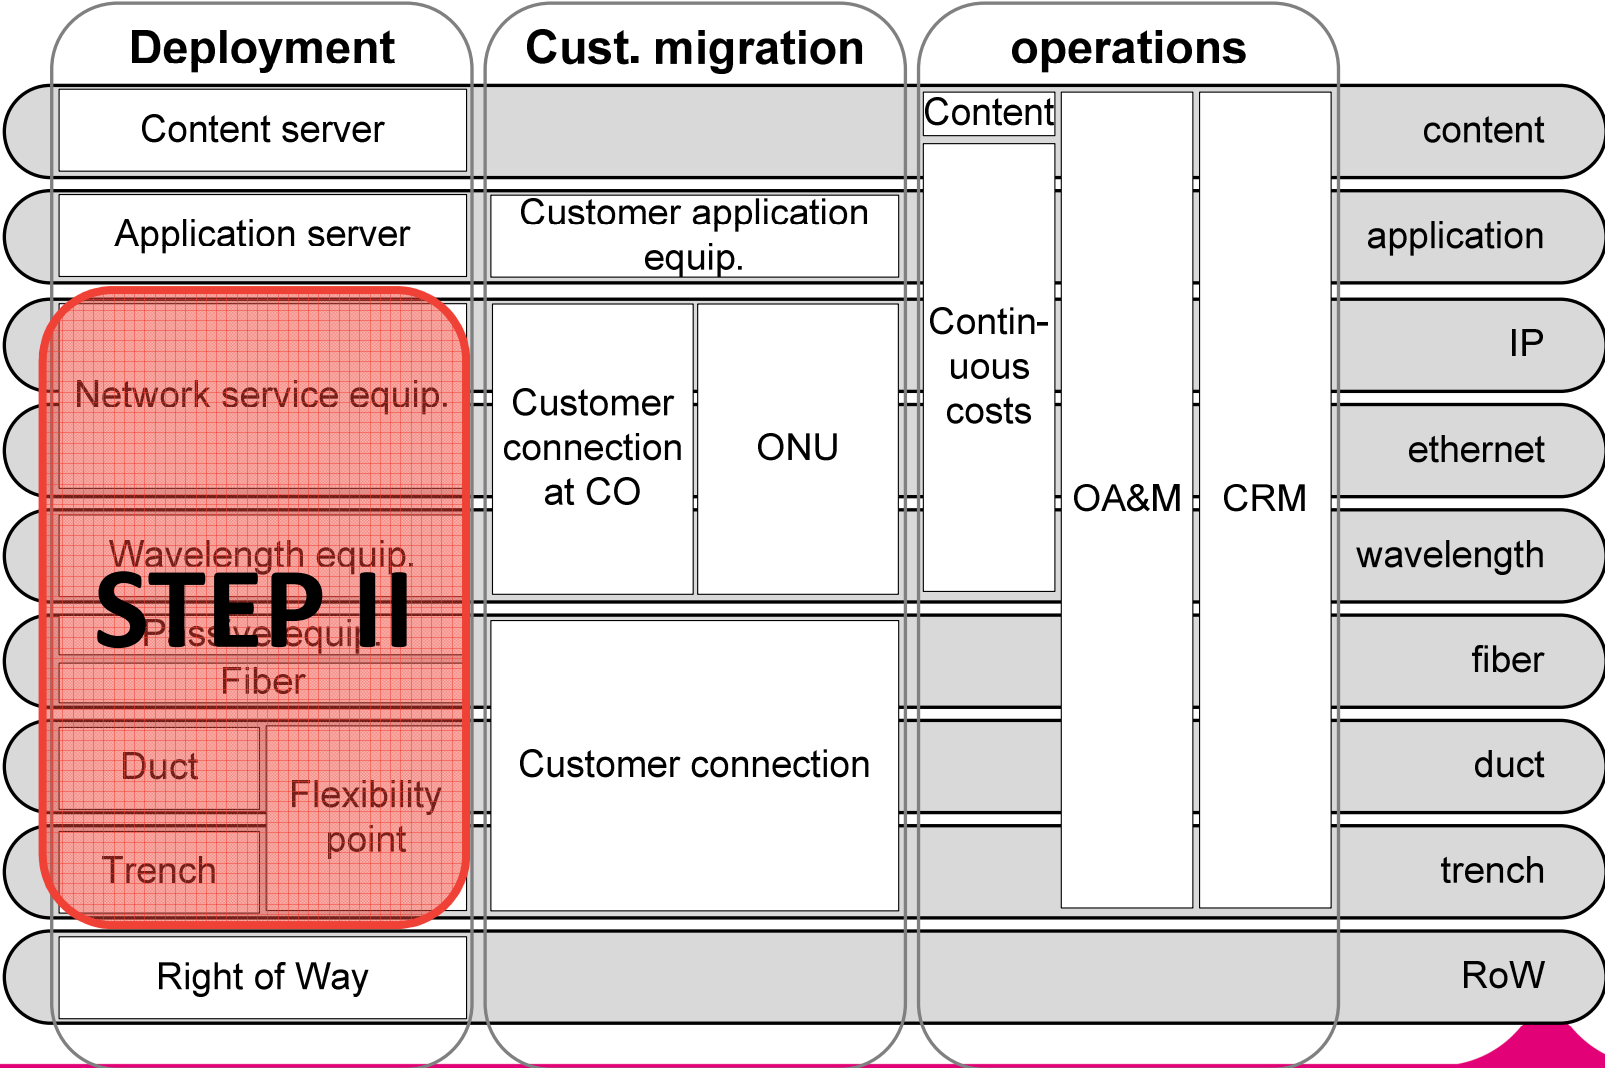 Deployment
Cust. migration
operations
Content server
Content
content
Application server
Customer application
equip.
application
Contin-
uous
costs
IP
Network service equip.
Customer
connection
at CO
ONU
ethernet
OA&M
CRM
Wavelength equip.
wavelength
STEP II
Passive equip.
Fiber
fiber
Duct
Flexibility
point
Customer connection
duct
Trench
trench
Right of Way
RoW